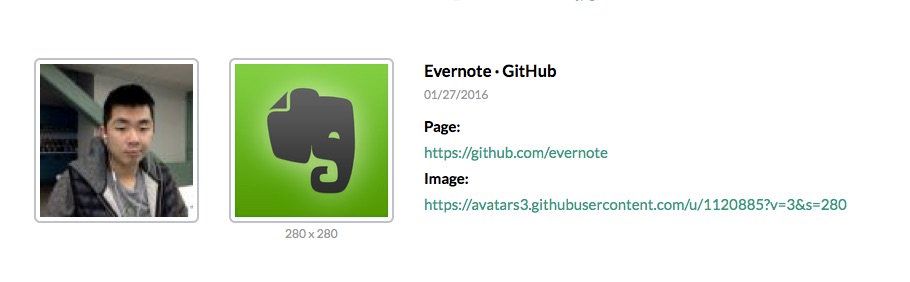 Evernote · GitHub
01/27/2016
Page:
https://github.com/evernote
Image:
https://avatars3.githubusercontent.com/u/1120885?v=3&s=280
280 x 280